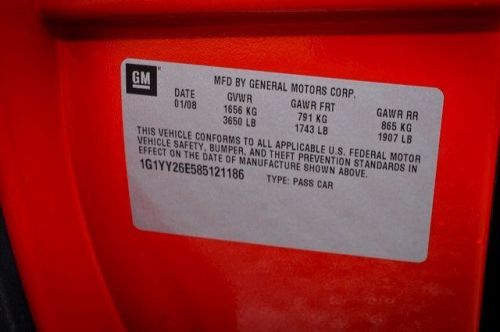 GM MFD BY GENERAL MOTORS CORP.
DATE GVWR GAWR FRT GAWR RR
01/08 1656 KG 791 KG 865 KG
3650 LB 1743 LB 1907 LB
THIS VEHICLE CONFORMS TO ALL APPLICABLE U.S. FEDERAL MOTOR
VEHICLE SAFETY, BUMPER, AND THEFT PREVENTION STANDARDS IN
EFFECT ON THE DATE OF MANUFACTURE SHOWN ABOVE.
1G1YY26E585121186 TYPE: PASS CAR